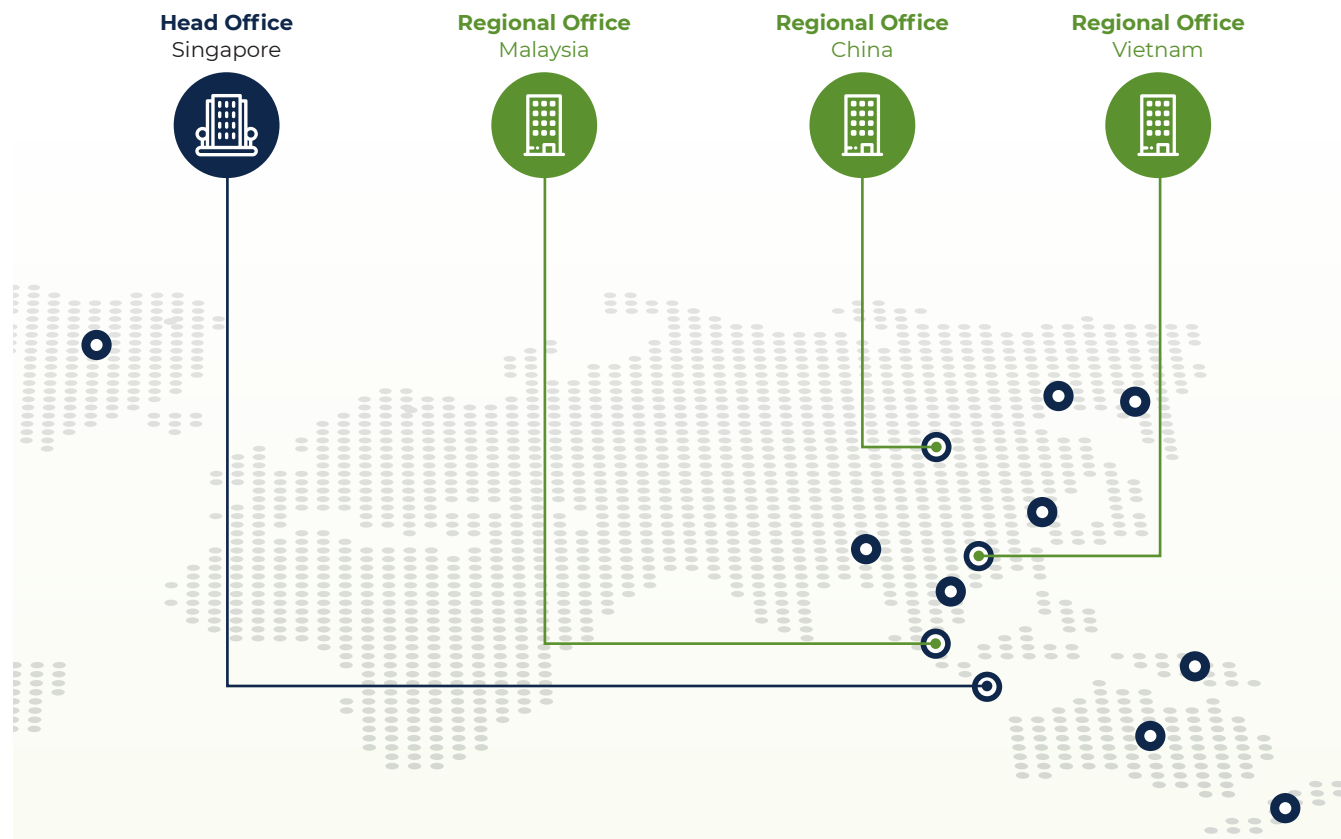 Head Office
Singapore
Regional Office
Malaysia
Regional Office
China
Regional Office
Vietnam